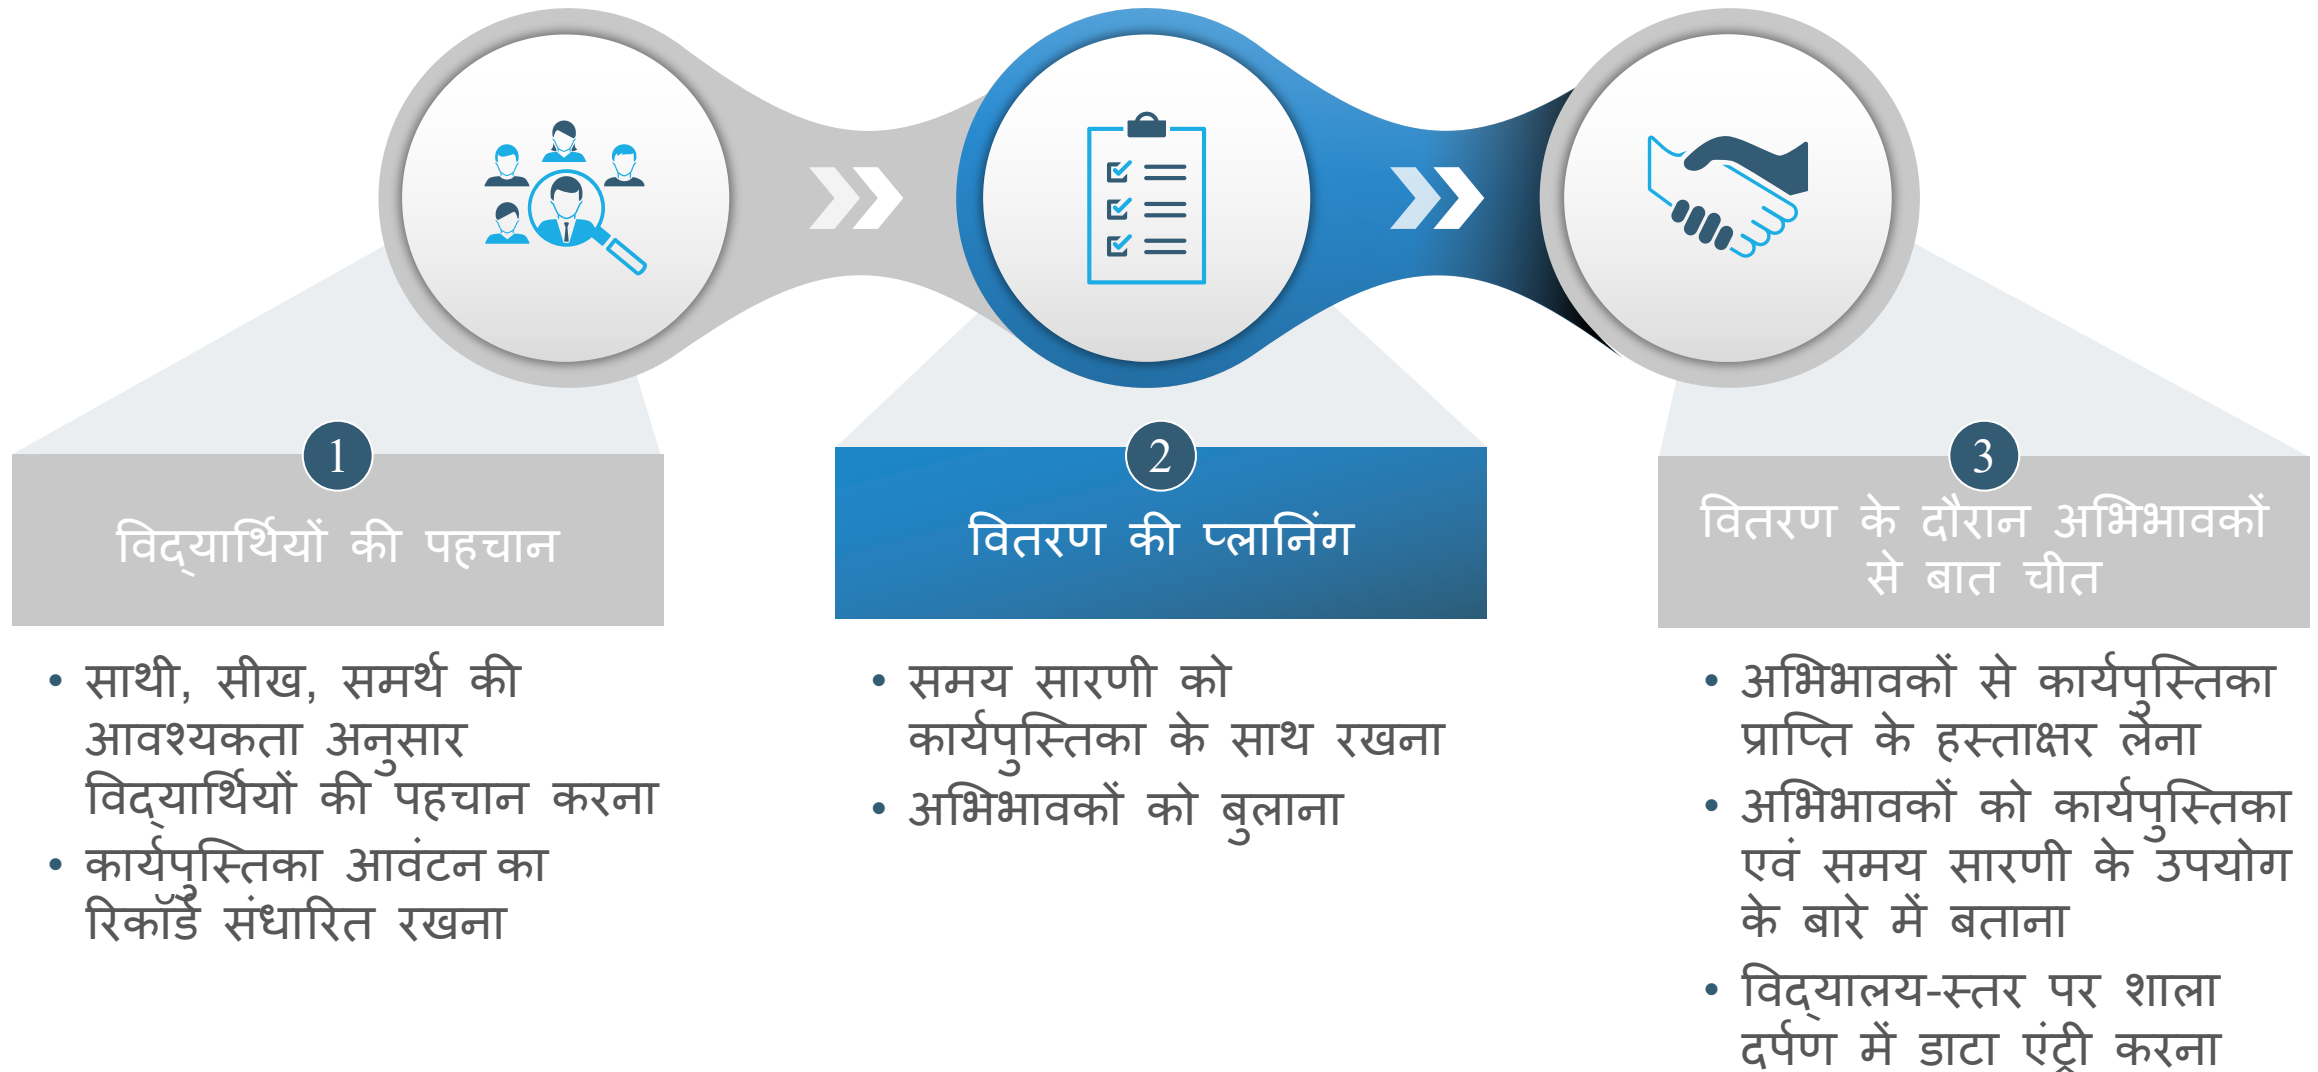 1
विद्यार्थियों की पहचान
• साथी, सीख, समर्थ की
आवश्यकता अनुसार
विद्यार्थियों की पहचान करना
• कार्यपुस्तिका आवंटन का
रिकॉर्ड संधारित रखना
2
वितरण की प्लानिंग
• समय सारणी को
कार्यपुस्तिका के साथ रखना
• अभिभावकों को बुलाना
3
वितरण के दौरान अभिभावकों
से बात चीत
• अभिभावकों से कार्यपुस्तिका
प्राप्ति के हस्ताक्षर लेना
• अभिभावकों को कार्यपुस्तिका
एवं समय सारणी के उपयोग
के बारे में बताना
• विद्यालय-स्तर पर शाला
दर्पण में डाटा एंट्री करना